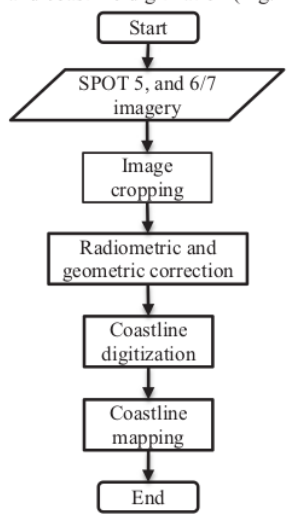 Start
SPOT 5, and 6/7
imagery
Image
cropping
Radiometric and
geometric correction
Coastline
digitization
Coastline
mapping
End